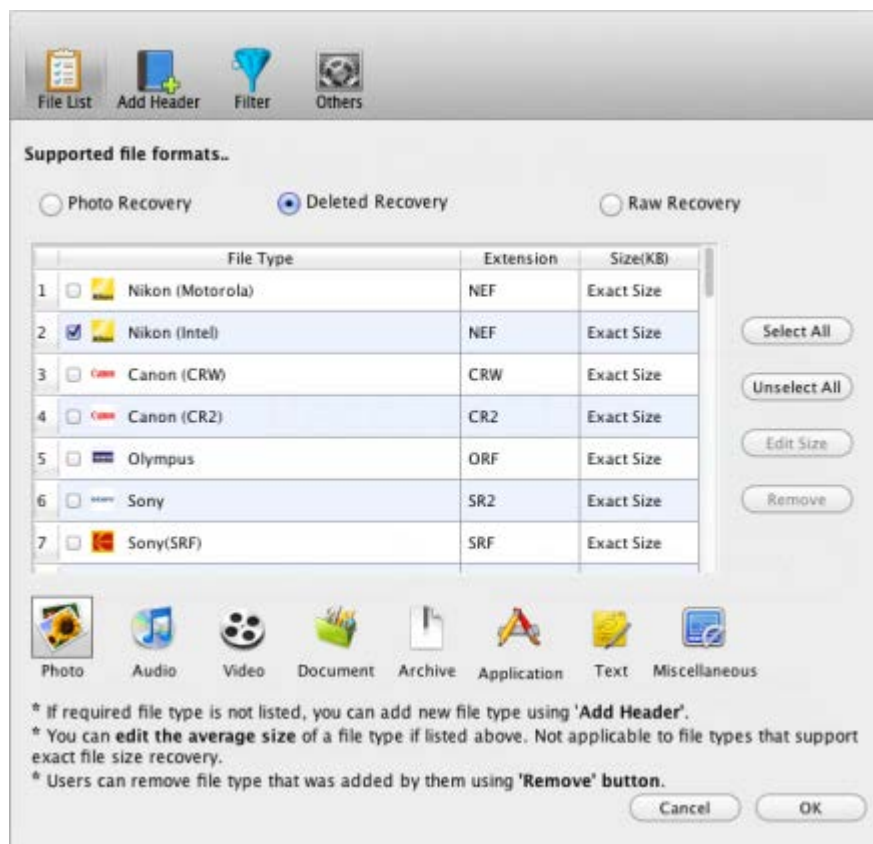 File List Add Header Filter Others
Supported file formats..
Photo Recovery Deleted Recovery Raw Recovery
File Type Extension Size(KB)
1 Nikon (Motorola) NEF Exact Size
2 Nikon (Intel) NEF Exact Size
Select All
3 Canon (CRW) CRW Exact Size
Unselect All
4 Canon (CR2) CR2 Exact Size
Edit Size
5 Olympus ORF Exact Size
6 Sony SR2 Exact Size
Remove
7 Sony(SRF) SRF Exact Size
Photo Audio Video Document Archive Application Text Miscellaneous
* If required file type is not listed, you can add new file type using 'Add Header'.
* You can edit the average size of a file type if listed above. Not applicable to file types that support
exact file size recovery.
* Users can remove file type that was added by them using 'Remove' button.
Cancel OK